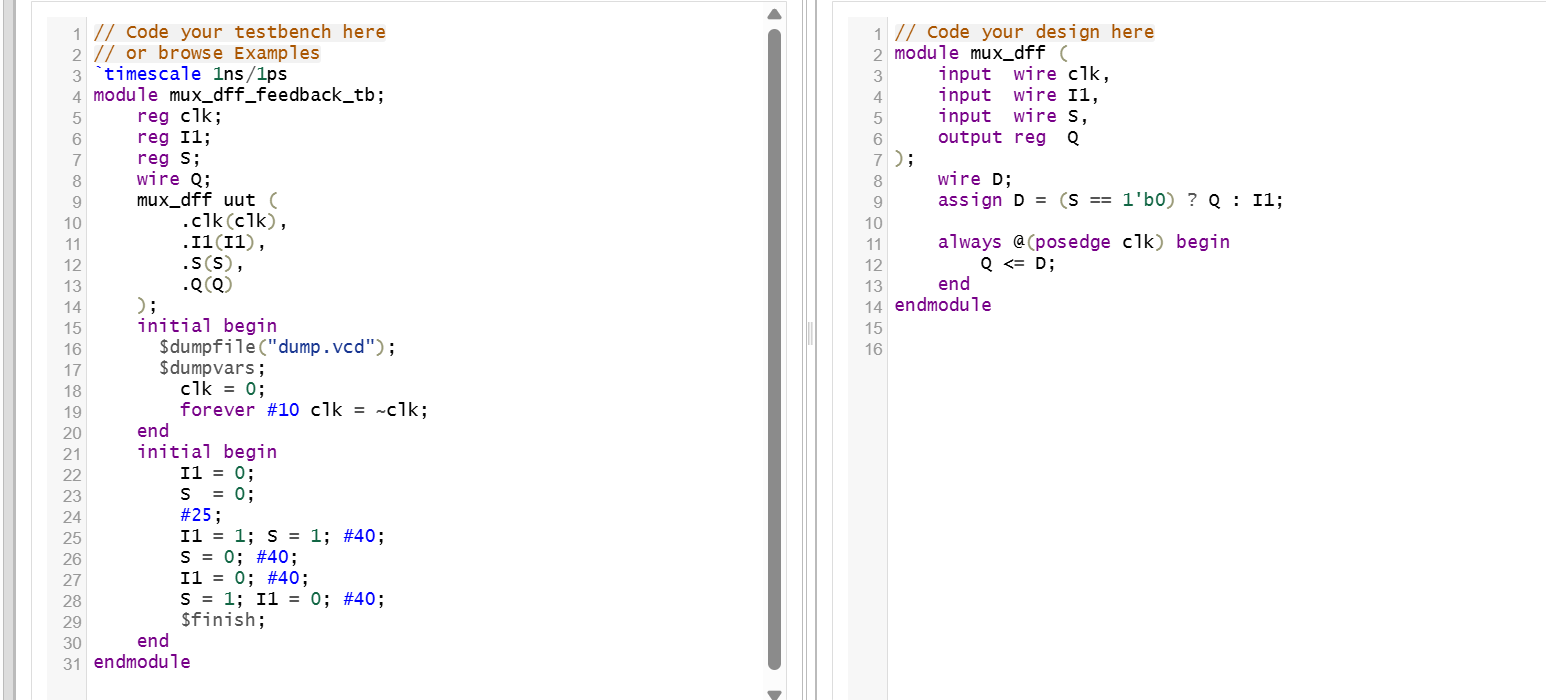 1 // Code your testbench here
2 // or browse Examples
3 `timescale 1ns/1ps
4 module mux_dff_feedback_tb;
5     reg clk;
6     reg I1;
7     reg S;
8     wire Q;
9     mux_dff uut (
10         .clk(clk),
11         .I1(I1),
12         .S(S),
13         .Q(Q)
14     );
15     initial begin
16       $dumpfile("dump.vcd");
17       $dumpvars;
18         clk = 0;
19         forever #10 clk = ~clk;
20     end
21     initial begin
22         I1 = 0;
23         S  = 0;
24         #25;
25         I1 = 1; S = 1; #40;
26         S = 0; #40;
27         I1 = 0; #40;
28         S = 1; I1 = 0; #40;
29         $finish;
30     end
31 endmodule
1 // Code your design here
2 module mux_dff (
3     input  wire clk,
4     input  wire I1,
5     input  wire S,
6     output reg  Q
7 );
8     wire D;
9     assign D = (S == 1'b0) ? Q : I1;
10
11     always @(posedge clk) begin
12         Q <= D;
13     end
14 endmodule
15
16